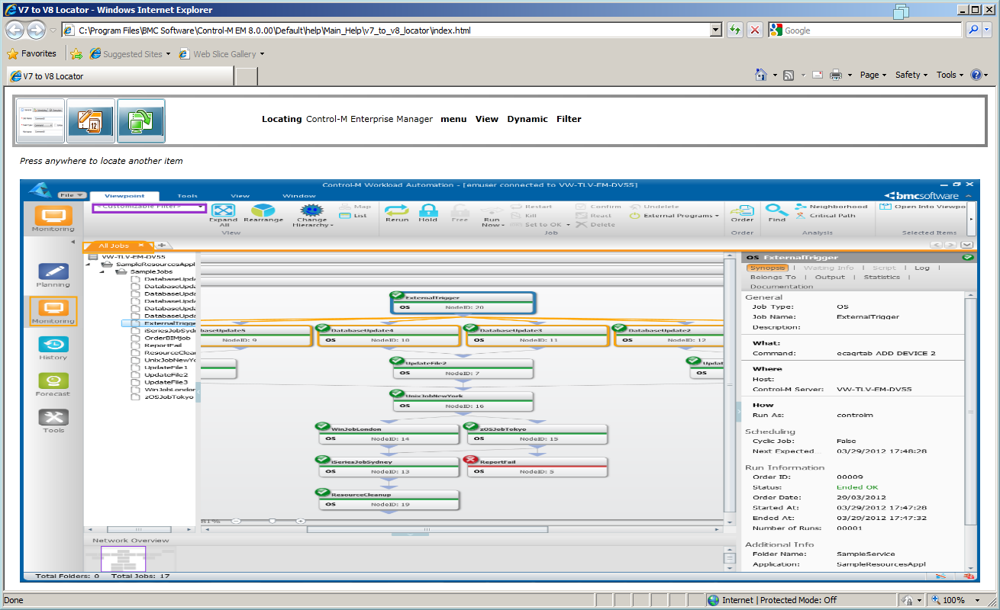 V7 to V8 Locator - Windows Internet Explorer
C:\Program Files\BMC Software\Control-M EM 8.0.00\Default\help\Main_Help\v7_to_v8_locator\index.html
Google
Favorites
Suggested Sites
Web Slice Gallery
V7 to V8 Locator
Page
Safety
Tools
12
Locating Control-M Enterprise Manager menu View Dynamic Filter
Press anywhere to locate another item
Control-M Workload Automation - [emuser connected to VW-TLV-EM-DV55]
File
Viewpoint
Tools
View
Window
bmcsoftware
Monitoring
<Customizable Filter>
Expand All
Rearrange
Change Hierarchy
Map
List
View
Rerun
Hold
Free
Run Now
Restart
Kill
Set to OK
Confirm
React
Delete
Undelete
External Programs
Job
Order
Order
Find
Neighborhood
Critical Path
Analysis
Open Into Viewpo
Selected Items
All Jobs
Planning
Monitoring
History
Forecast
Tools
VW-TLV-EM-DV55
SampleResourcesAppl
SampleJobs
DatabaseUpda
DatabaseUpda
DatabaseUpda
DatabaseUpda
DatabaseUpda
DatabaseUpda
ExternalTrigge
iSeriesJobSydn
OrderBIMjob
ReportFail
ResourceClear
UnixJobNewYo
UpdateFile1
UpdateFile2
UpdateFile3
WinJobLondon
zOSJobTokyo
ExternalTrigger
OS NodeID: 20
baseUpdate5
NodeID: 9
DatabaseUpdate4
OS NodeID: 10
DatabaseUpdate3
OS NodeID: 11
DatabaseUpdate2
OS NodeID: 12
UpdateFile2
OS NodeID: 7
Updat
OS
UnixJobNewYork
OS NodeID: 16
WinJobLondon
OS NodeID: 14
zOSJobTokyo
OS NodeID: 15
iSeriesJobSydney
OS NodeID: 13
ReportFail
OS NodeID: 5
ResourceCleanup
OS NodeID: 19
81%
Network Overview
Total Folders: 0 Total Jobs: 17
OS ExternalTrigger
Synopsis | Waiting Info | Script | Log |
Belongs To | Output | Statistics |
Documentation
General
Job Type: OS
Job Name: ExternalTrigger
Description:
What:
Command: ecaqrtab ADD DEVICE 2
Where
Host:
Control-M Server: VW-TLV-EM-DV55
How
Run As: controlm
Scheduling
Cyclic Job: False
Next Expected... 03/29/2012 17:48:28
Run Information
Order ID: 00009
Status: Ended OK
Order Date: 29/03/2012
Started At: 03/29/2012 17:47:28
Ended At: 03/29/2012 17:47:32
Number of Runs: 00001
Additional Info
Folder Name: SampleService
Application: SampleResourcesAppl
Done
Internet | Protected Mode: Off
100%